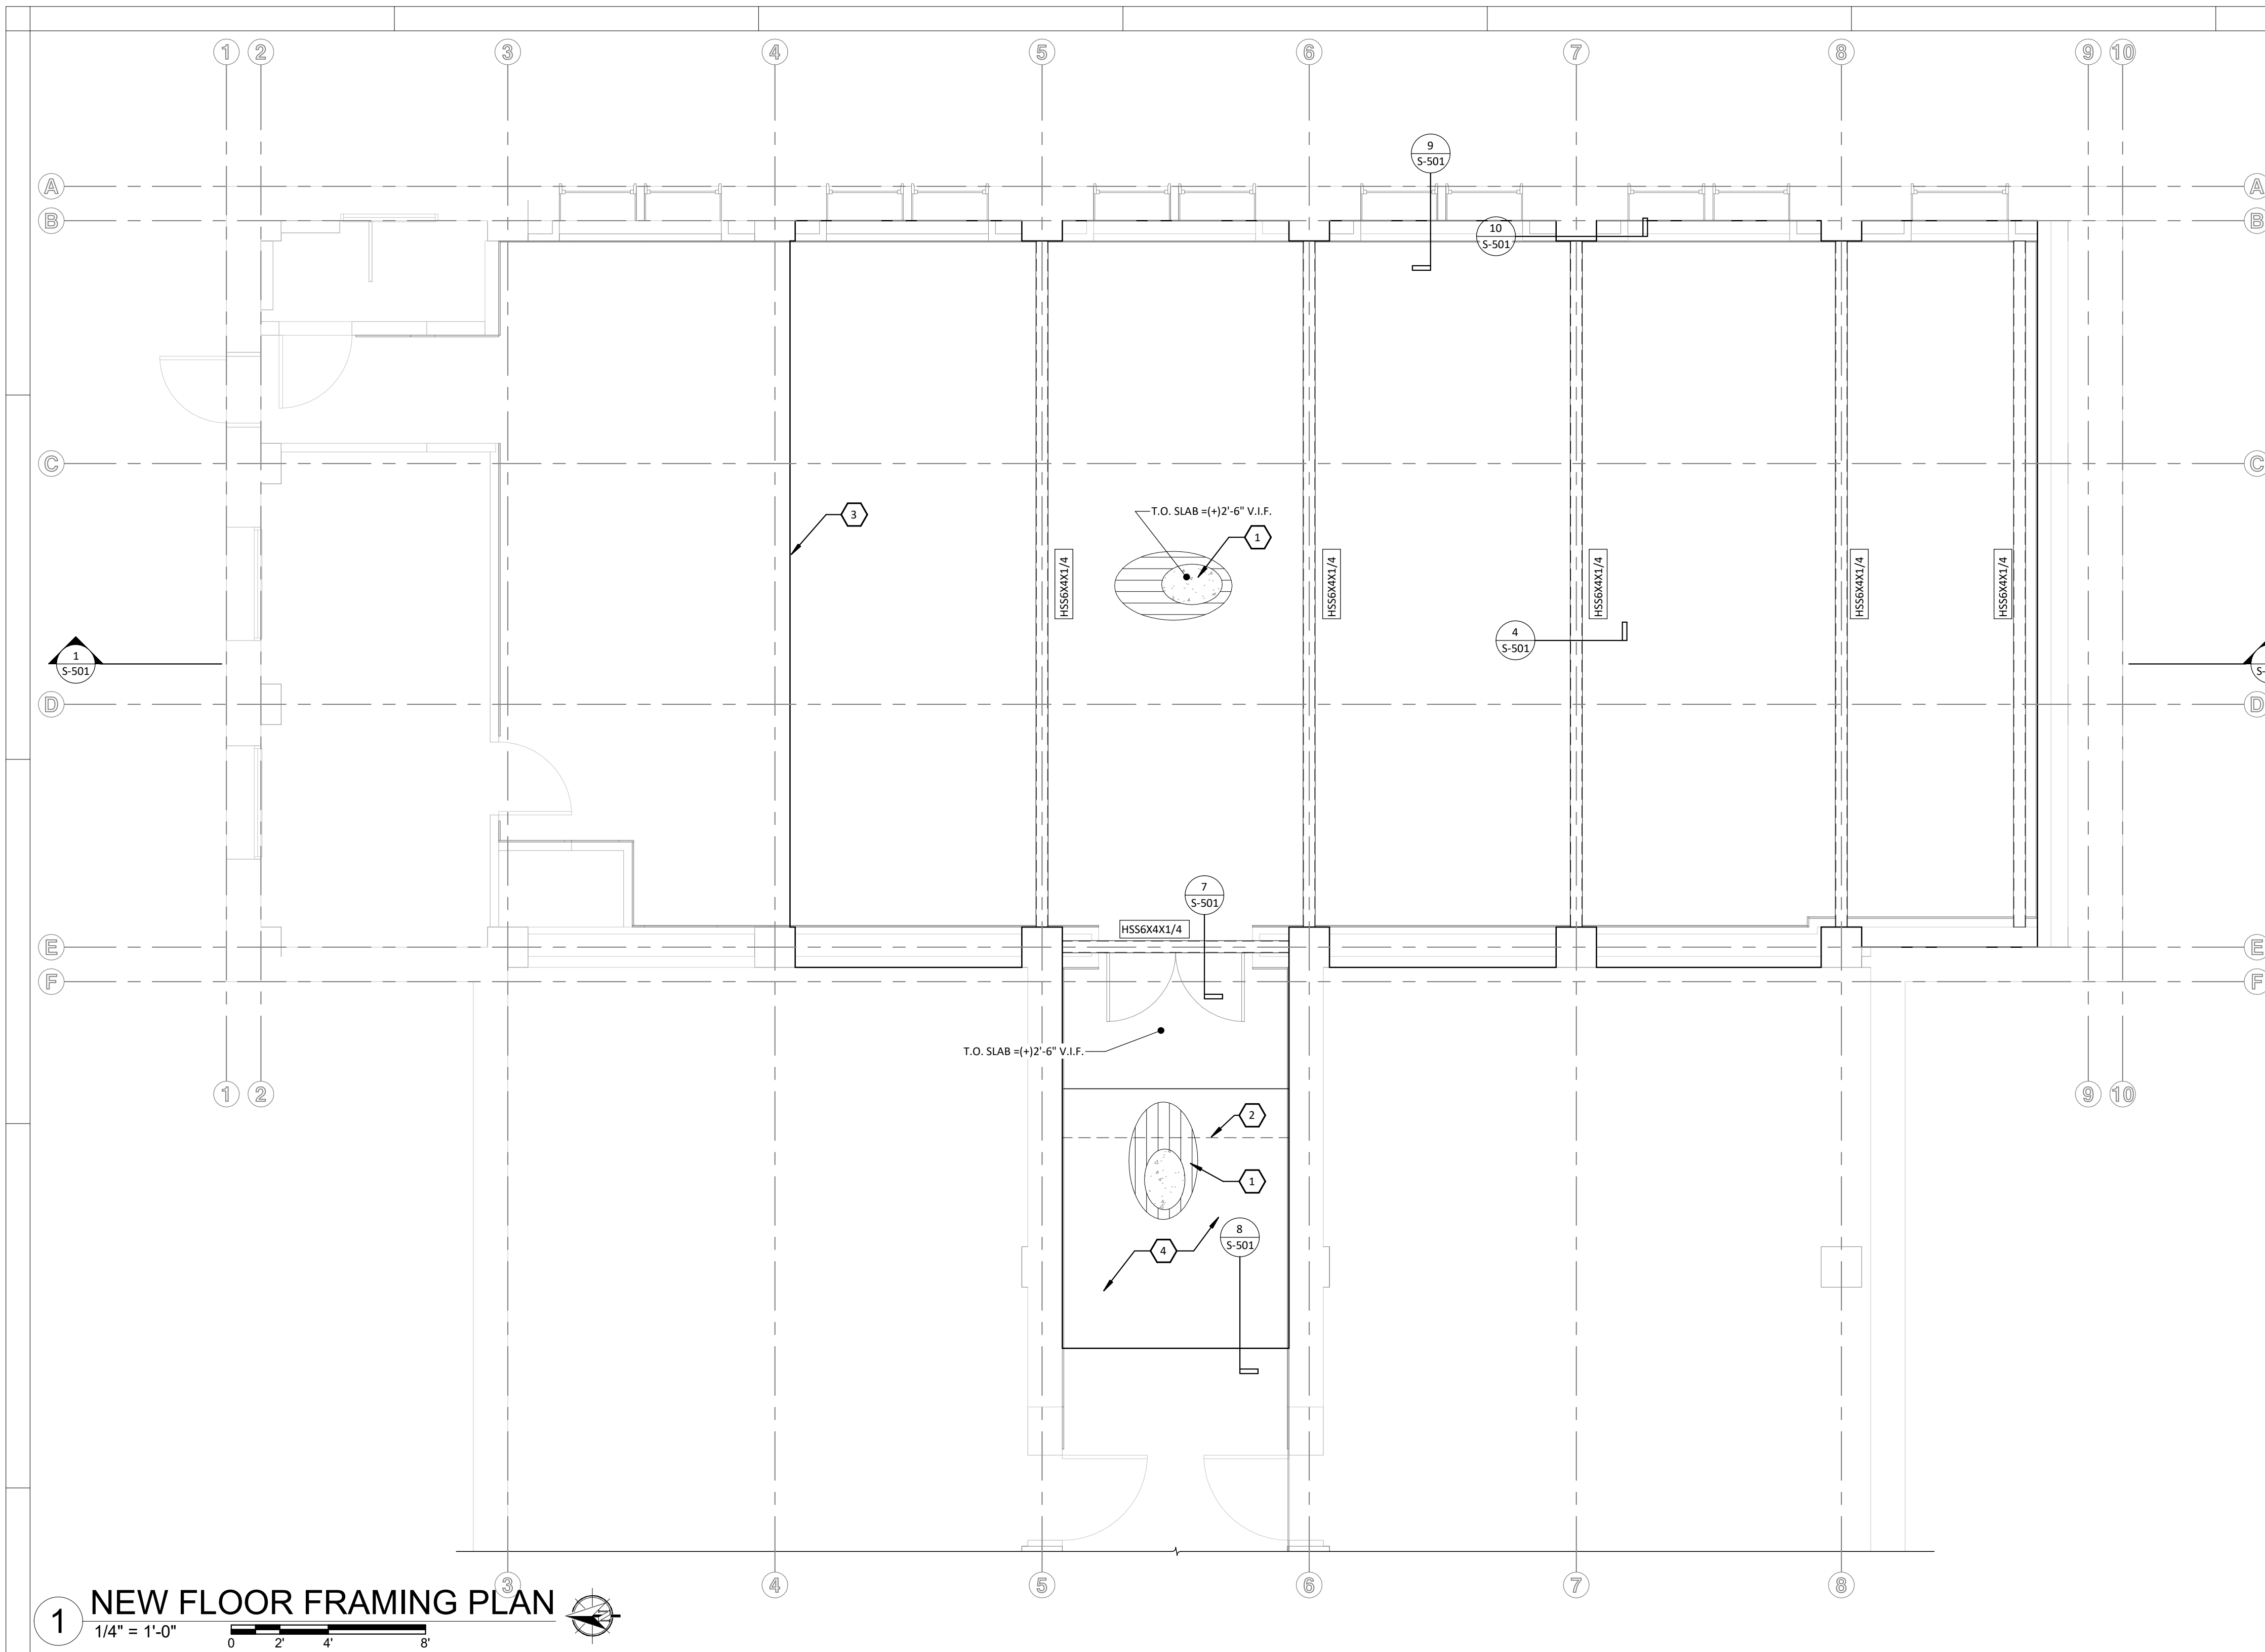 1 2 3 4 5 6 7 8 9 10
9
S-501
A A
B B
10
S-501
C C
3
T.O. SLAB =(+)2'-6" V.I.F.
1
HSS6X4X1/4
HSS6X4X1/4
HSS6X4X1/4
HSS6X4X1/4
HSS6X4X1/4
4
S-501
1
S-501
S-
D D
7
S-501
HSS6X4X1/4
E E
F F
T.O. SLAB =(+)2'-6" V.I.F.
1 2 9 10
2
1
8
S-501
4
3 4 5 6 7 8
1
NEW FLOOR FRAMING PLAN
1/4" = 1'-0"
0 2' 4' 8'
N